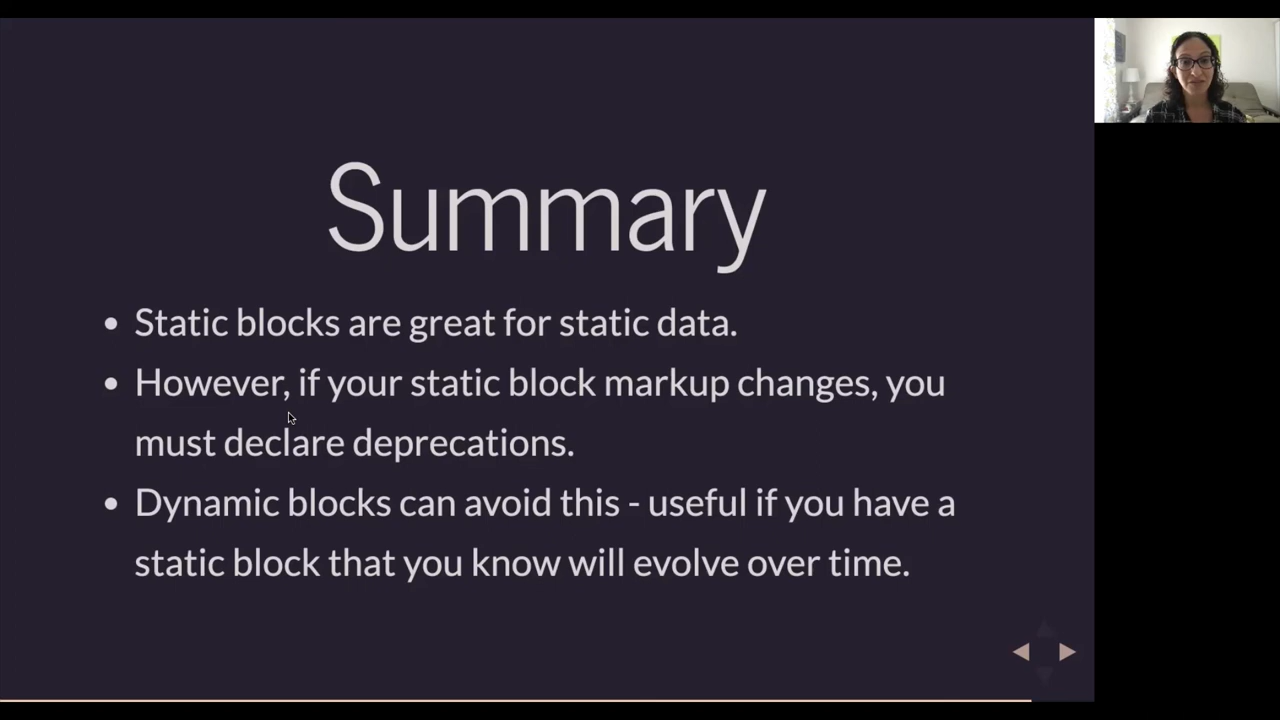 Summary
• Static blocks are great for static data.
• However, if your static block markup changes, you
must declare deprecations.
• Dynamic blocks can avoid this - useful if you have a
static block that you know will evolve over time.